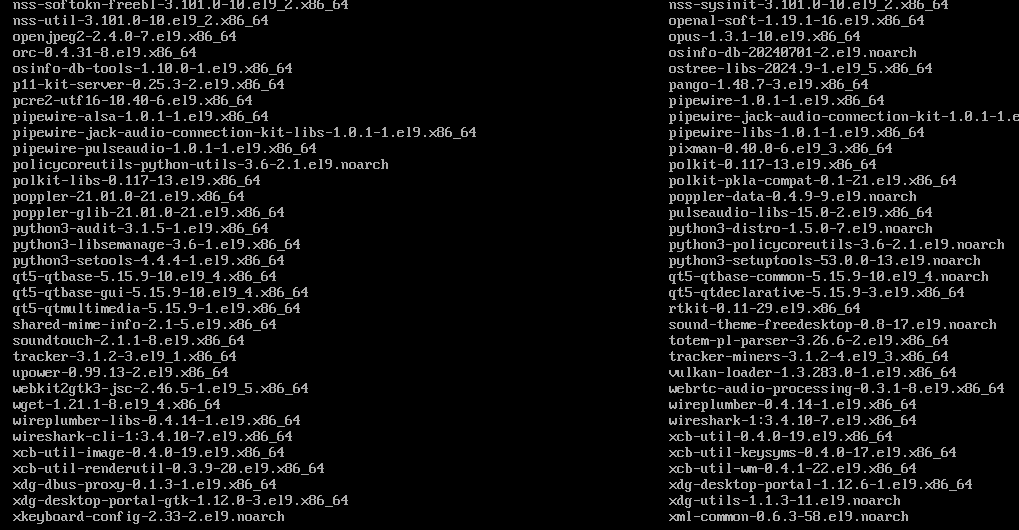 nss-softokn-freebl-3.101.0-10.el9_2.x86_64 nss-sysinit-3.101.0-10.el9_2.x86_64
nss-util-3.101.0-10.el9_2.x86_64 openal-soft-1.19.1-16.el9.x86_64
openjpeg2-2.4.0-7.el9.x86_64 opus-1.3.1-10.el9.x86_64
orc-0.4.31-8.el9.x86_64 osinfo-db-20240701-2.el9.noarch
osinfo-db-tools-1.10.0-1.el9.x86_64 ostree-libs-2024.9-1.el9_5.x86_64
p11-kit-server-0.25.3-2.el9.x86_64 pango-1.48.7-3.el9.x86_64
pcre2-utf16-10.40-6.el9.x86_64 pipewire-1.0.1-1.el9.x86_64
pipewire-alsa-1.0.1-1.el9.x86_64 pipewire-jack-audio-connection-kit-1.0.1-1.e
pipewire-jack-audio-connection-kit-libs-1.0.1-1.el9.x86_64 pipewire-libs-1.0.1-1.el9.x86_64
pipewire-pulseaudio-1.0.1-1.el9.x86_64 pixman-0.40.0-6.el9_3.x86_64
policycoreutils-python-utils-3.6-2.1.el9.noarch polkit-0.117-13.el9.x86_64
polkit-libs-0.117-13.el9.x86_64 polkit-pkla-compat-0.1-21.el9.x86_64
poppler-21.01.0-21.el9.x86_64 poppler-data-0.4.9-9.el9.noarch
poppler-glib-21.01.0-21.el9.x86_64 pulseaudio-libs-15.0-2.el9.x86_64
python3-audit-3.1.5-1.el9.x86_64 python3-distro-1.5.0-7.el9.noarch
python3-libsemanage-3.6-1.el9.x86_64 python3-policycoreutils-3.6-2.1.el9.noarch
python3-setools-4.4.4-1.el9.x86_64 python3-setuptools-53.0.0-13.el9.noarch
qt5-qtbase-5.15.9-10.el9_4.x86_64 qt5-qtbase-common-5.15.9-10.el9_4.noarch
qt5-qtbase-gui-5.15.9-10.el9_4.x86_64 qt5-qtdeclarative-5.15.9-3.el9.x86_64
qt5-qtmultimedia-5.15.9-1.el9.x86_64 rtkit-0.11-29.el9.x86_64
shared-mime-info-2.1-5.el9.x86_64 sound-theme-freedesktop-0.8-17.el9.noarch
soundtouch-2.1.1-8.el9.x86_64 totem-pl-parser-3.26.6-2.el9.x86_64
tracker-3.1.2-3.el9_1.x86_64 tracker-miners-3.1.2-4.el9_3.x86_64
upower-0.99.13-2.el9.x86_64 vulkan-loader-1.3.283.0-1.el9.x86_64
webkit2gtk3-jsc-2.46.5-1.el9_5.x86_64 webrtc-audio-processing-0.3.1-8.el9.x86_64
wget-1.21.1-8.el9_4.x86_64 wireplumber-0.4.14-1.el9.x86_64
wireplumber-libs-0.4.14-1.el9.x86_64 wireshark-1:3.4.10-7.el9.x86_64
wireshark-cli-1:3.4.10-7.el9.x86_64 xcb-util-0.4.0-19.el9.x86_64
xcb-util-image-0.4.0-19.el9.x86_64 xcb-util-keysyms-0.4.0-17.el9.x86_64
xcb-util-renderutil-0.3.9-20.el9.x86_64 xcb-util-wm-0.4.1-22.el9.x86_64
xdg-dbus-proxy-0.1.3-1.el9.x86_64 xdg-desktop-portal-1.12.6-1.el9.x86_64
xdg-desktop-portal-gtk-1.12.0-3.el9.x86_64 xdg-utils-1.1.3-11.el9.noarch
xkeyboard-config-2.33-2.el9.noarch xml-common-0.6.3-58.el9.noarch